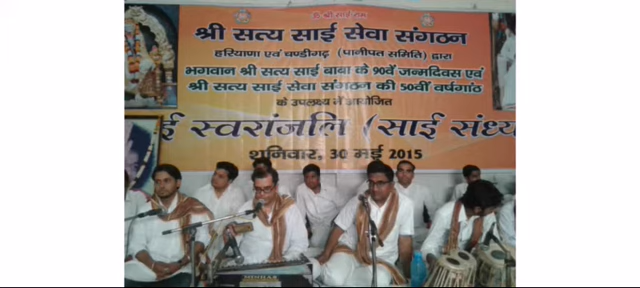 ॐ श्री साई राम
श्री सत्य साई सेवा संगठन
हरियाणा एवं चण्डीगढ़ (पानीपत समिति) द्वारा
भगवान श्री सत्य साई बाबा के 90वें जन्मदिवस एवं
श्री सत्य साई सेवा संगठन की 50वीं वर्षगांठ
के उपलक्ष्य में आयोजित
ई स्वरांजलि (साई संध्य
शनिवार, 30 मई 2015